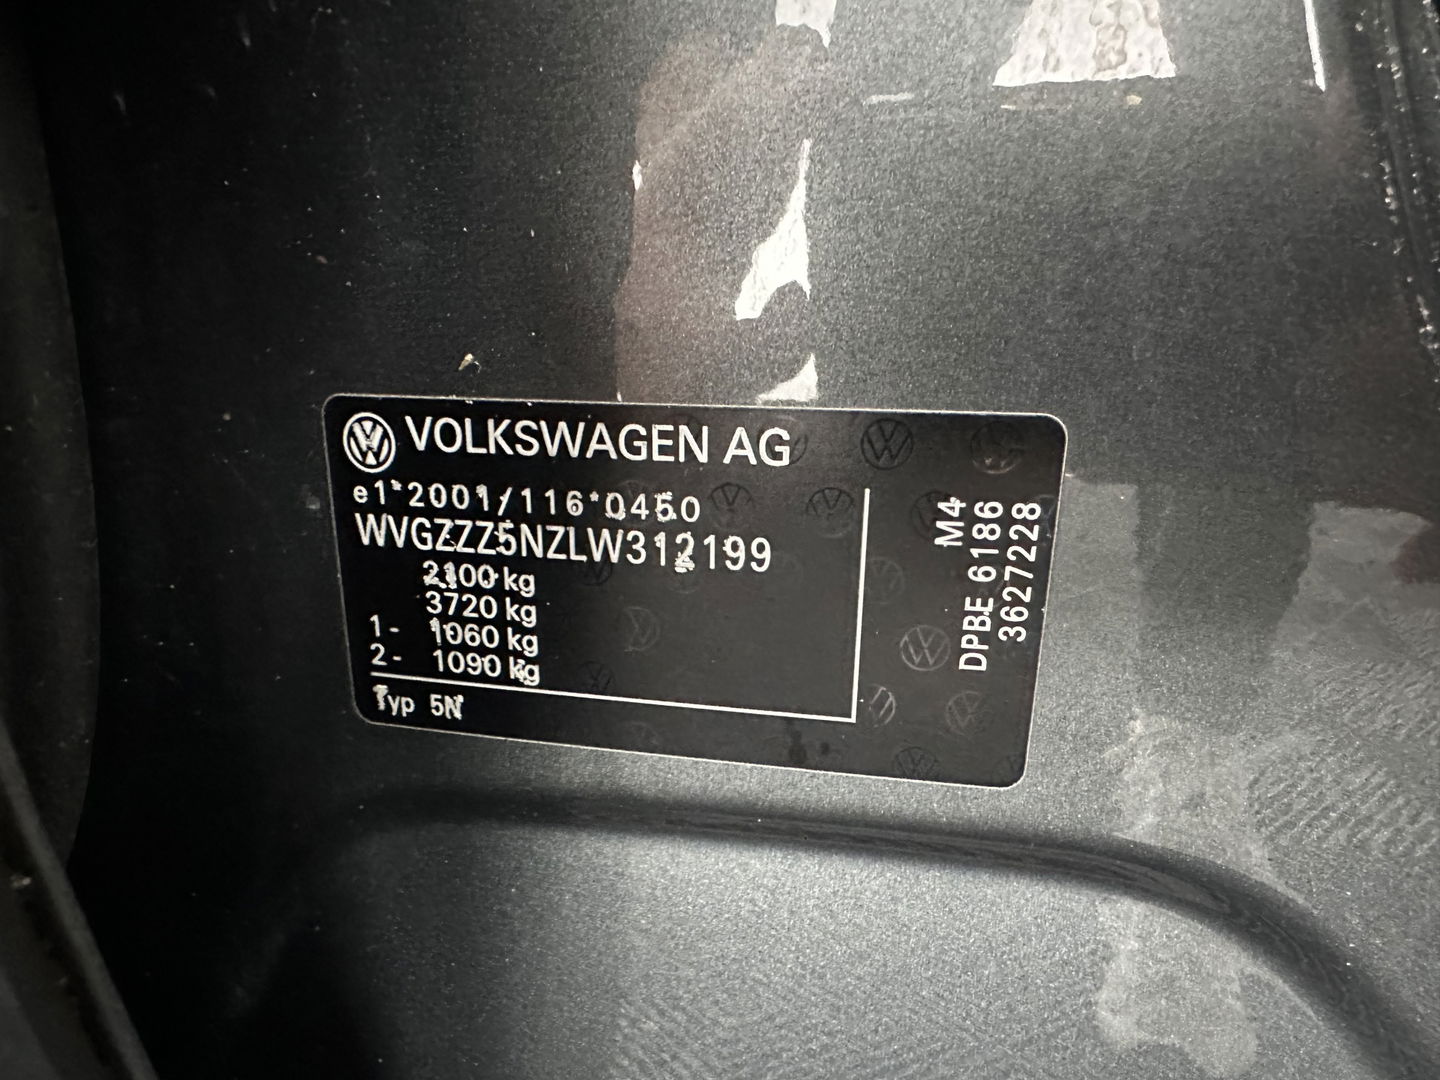 VOLKSWAGEN AG
e1*2001/116*0450
WVGZZZ5NZLW312199
2100 kg
3720 kg
1- 1060 kg
2- 1090 kg
Typ 5N
M4
DPBE 6186
3627228